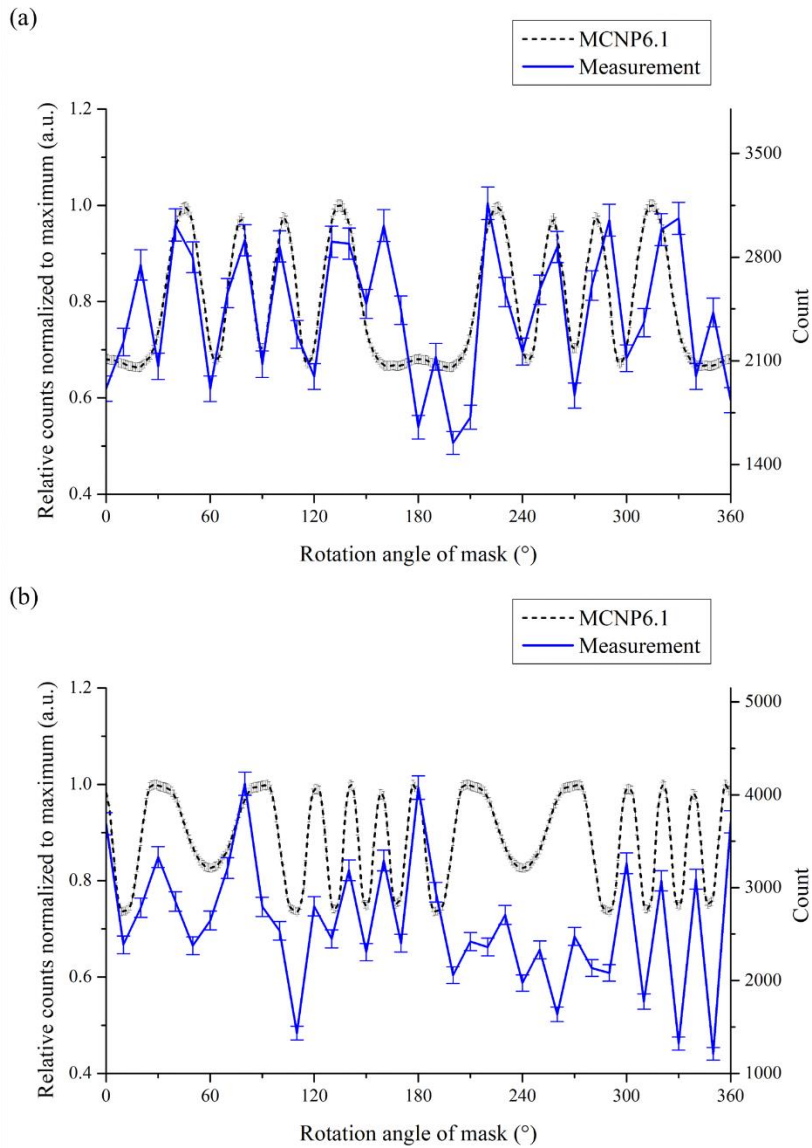 (a)
MCNP6.1
Measurement
Relative counts normalized to maximum (a.u.)
1.2
1.0
0.8
0.6
0.4
3500
2800
2100
1400
Count
0 60 120 180 240 300 360
Rotation angle of mask (°)
(b)
MCNP6.1
Measurement
Relative counts normalized to maximum (a.u.)
1.2
1.0
0.8
0.6
0.4
5000
4000
3000
2000
1000
Count
0 60 120 180 240 300 360
Rotation angle of mask (°)